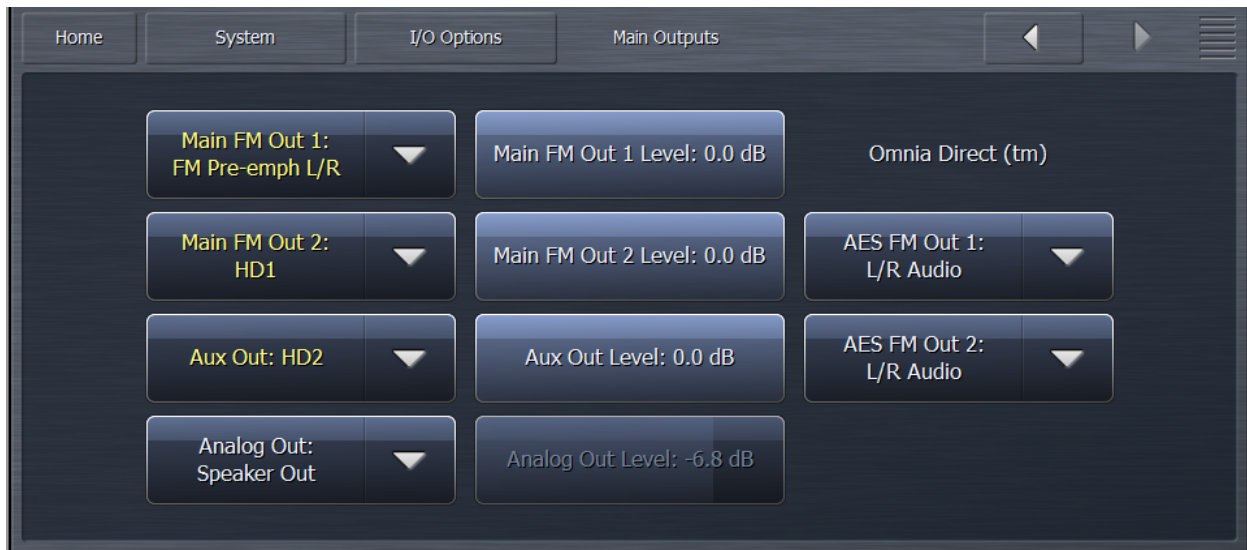 Home
System
I/O Options
Main Outputs
Main FM Out 1:
FM Pre-emph L/R
Main FM Out 1 Level: 0.0 dB
Omnia Direct (tm)
Main FM Out 2:
HD1
Main FM Out 2 Level: 0.0 dB
AES FM Out 1:
L/R Audio
Aux Out: HD2
Aux Out Level: 0.0 dB
AES FM Out 2:
L/R Audio
Analog Out:
Speaker Out
Analog Out Level: -6.8 dB